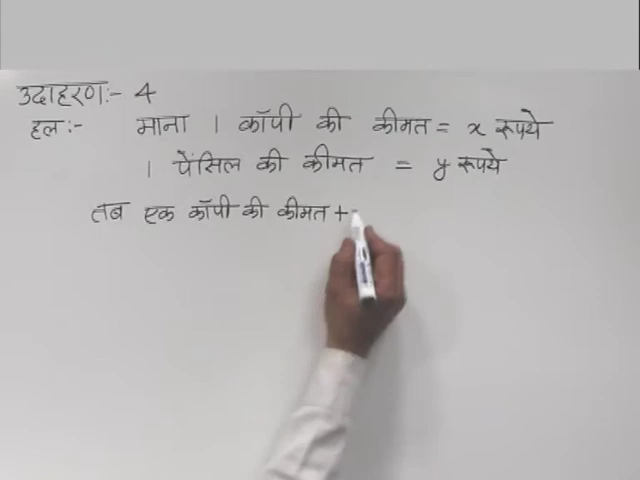 उदाहरण:- 4
हल:- माना 1 कॉपी की कीमत = x रूपये
1 पेंसिल की कीमत = y रूपये
तब एक कॉपी की कीमत +